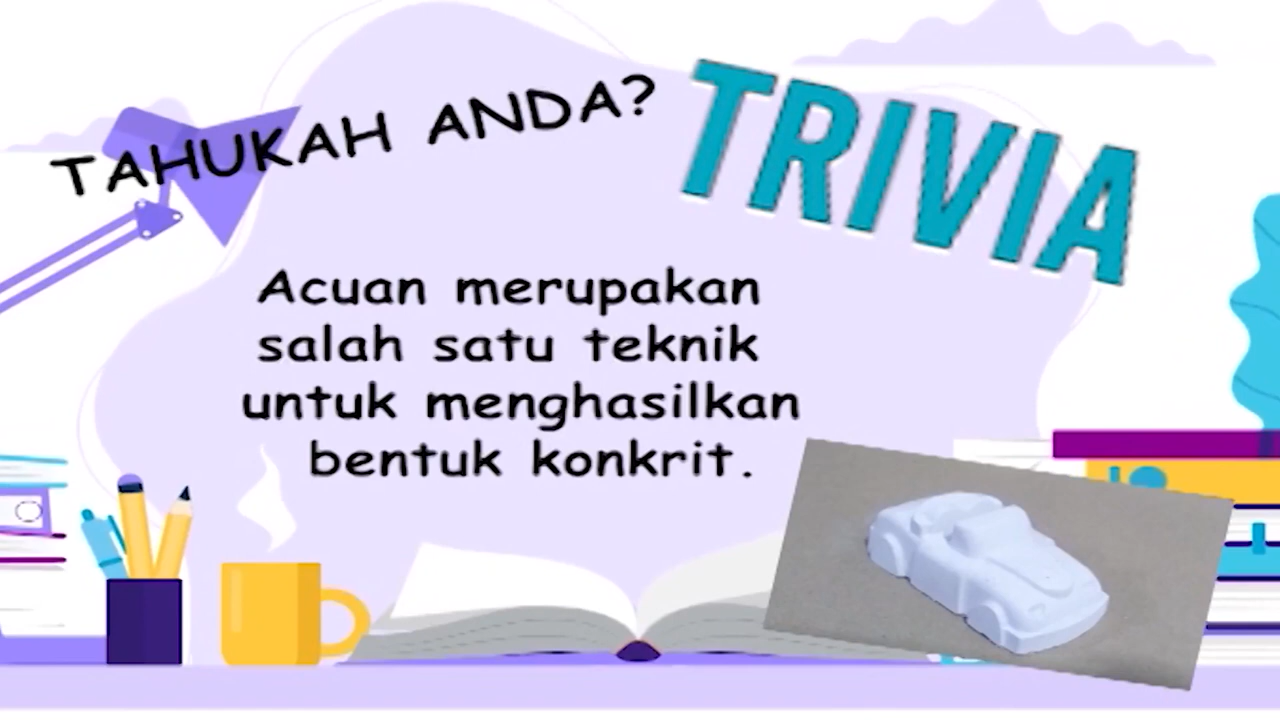 TAHUKAH ANDA?
TRIVIA
Acuan merupakan
salah satu teknik
untuk menghasilkan
bentuk konkrit.